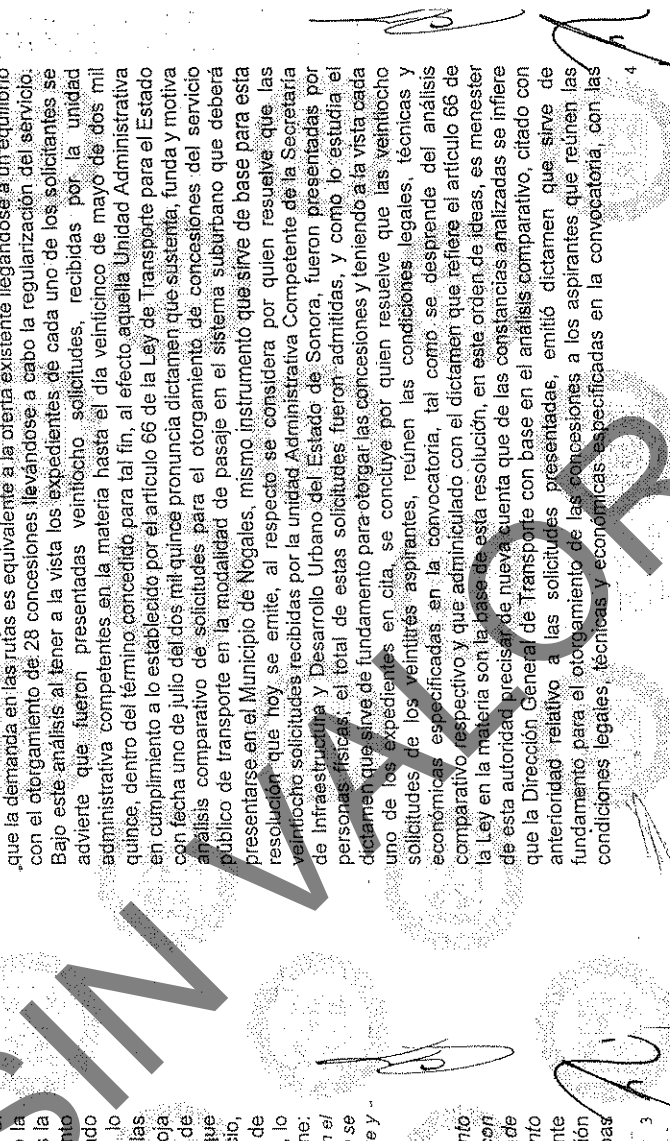 que la demanda en las rutas es equivalente a la oferta existente llegándose a un equilibrio
con el otorgamiento de 28 concesiones llevándose a cabo la regularización del servicio.
Bajo este análisis al tener a la vista los expedientes de cada uno de los solicitantes se
advierte que fueron presentadas veintiocho solicitudes, recibidas por la unidad
administrativa competentes en la materia hasta el día veinticinco de mayo de dos mil
quince, dentro del término concedido para tal fin, al efecto aquella Unidad Administrativa
en cumplimiento a lo establecido por el artículo 66 de la Ley de Transporte para el Estado
con fecha uno de julio del dos mil quince pronuncia dictamen que sustenta, funda y motiva
análisis comparativo de solicitudes para el otorgamiento de concesiones del servicio
público de transporte en la modalidad de pasaje en el sistema suburbano que deberá
presentarse en el Municipio de Nogales, mismo instrumento que sirve de base para esta
resolución que hoy se emite, al respecto se considera por quien resuelve que las
veintiocho solicitudes recibidas por la unidad Administrativa Competente de la Secretaría
de Infraestructura y Desarrollo Urbano del Estado de Sonora, fueron presentadas por
personas físicas; el total de estas solicitudes fueron admitidas, y como lo estudia el
dictamen que sirve de fundamento para otorgar las concesiones y teniendo a la vista cada
uno de los expedientes en cita, se concluye por quien resuelve que las veintiocho
solicitudes de los veintitrés aspirantes, reúnen las condiciones legales, técnicas y
económicas especificadas en la convocatoria, tal como se desprende del análisis
comparativo respectivo y que adminiculado con el dictamen que refiere el artículo 66 de
la Ley en la materia son la base de esta resolución, en este orden de ideas, es menester
de esta autoridad precisar de nueva cuenta que de las constancias analizadas se infiere
que la Dirección General de Transporte con base en el análisis comparativo, citado con
anterioridad relativo a las solicitudes presentadas, emitió dictamen que sirve de
fundamento para el otorgamiento de las concesiones a los aspirantes que reúnen las
condiciones legales, técnicas y económicas especificadas en la convocatoria, con las
4
3
SIN VALOR